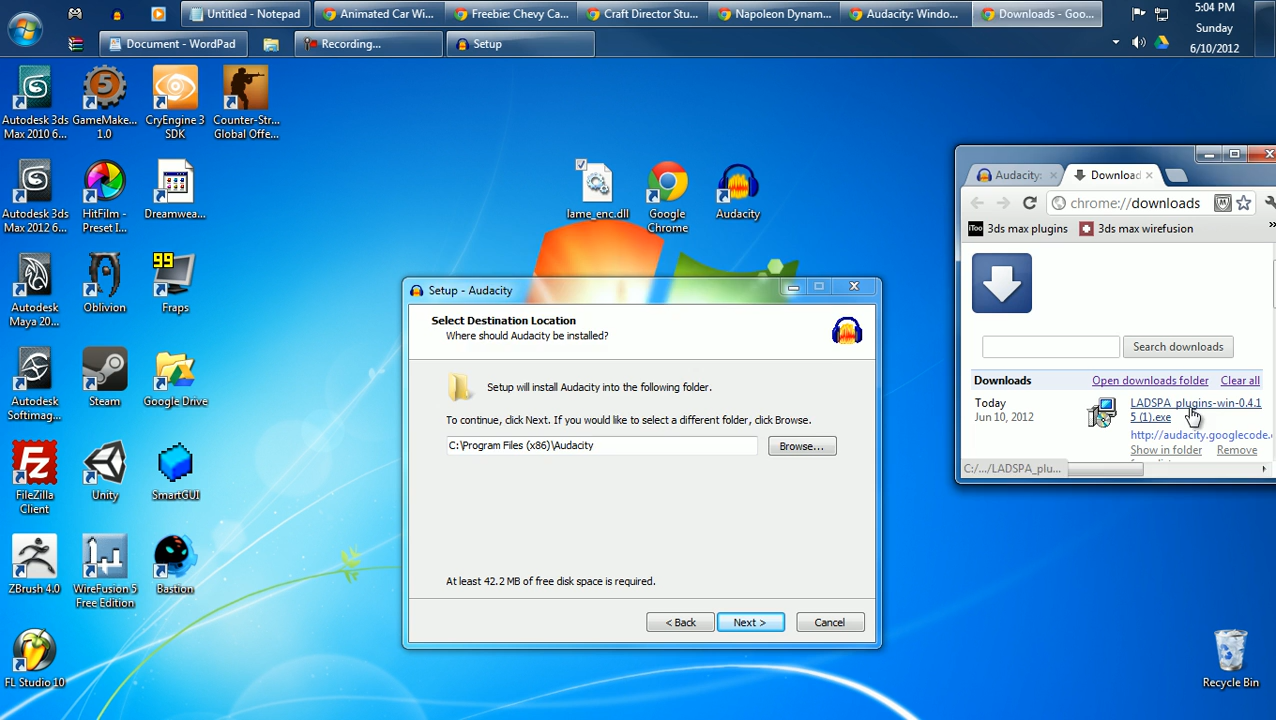 Untitled - Notepad
Animated Car Wi...
Freebie: Chevy Ca...
Craft Director Stu...
Napoleon Dynam...
Audacity: Windo...
Downloads - Goo...
5:04 PM
Sunday
6/10/2012
Document - WordPad
Recording...
Setup
Autodesk 3ds
Max 2010 6...
GameMake...
1.0
CryEngine 3
SDK
Counter-Str...
Global Offe...
Autodesk 3ds
Max 2012 6...
HitFilm -
Preset I...
Dreamwea...
lame_enc.dll
Google
Chrome
Audacity
Autodesk
Maya 20...
Oblivion
99
Fraps
Autodesk
Softimag...
Steam
Google Drive
FZ
FileZilla
Client
Unity
SmartGUI
ZBrush 4.0
WireFusion 5
Free Edition
Bastion
FL Studio 10
Recycle Bin
Setup - Audacity
Select Destination Location
Where should Audacity be installed?
Setup will install Audacity into the following folder.
To continue, click Next. If you would like to select a different folder, click Browse.
C:\Program Files (x86)\Audacity
Browse...
At least 42.2 MB of free disk space is required.
< Back
Next >
Cancel
Audacity:
Download
chrome://downloads
iToo
3ds max plugins
3ds max wirefusion
Search downloads
Downloads
Open downloads folder
Clear all
Today
Jun 10, 2012
LADSPA_plugins-win-0.4.1
5 (1).exe
http://audacity.googlecode.
Show in folder
Remove
C:/.../LADSPA_plu...